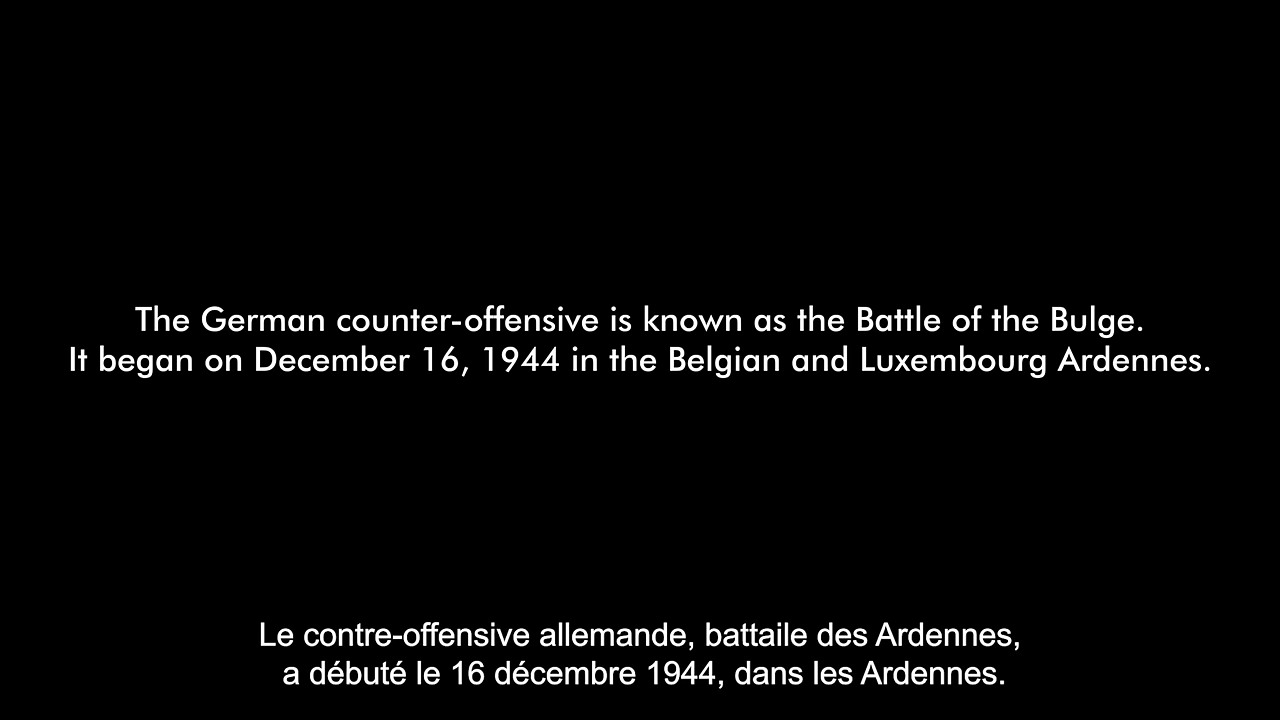 The German counter-offensive is known as the Battle of the Bulge.
It began on December 16, 1944 in the Belgian and Luxembourg Ardennes.
Le contre-offensive allemande, battaile des Ardennes,
a débuté le 16 décembre 1944, dans les Ardennes.